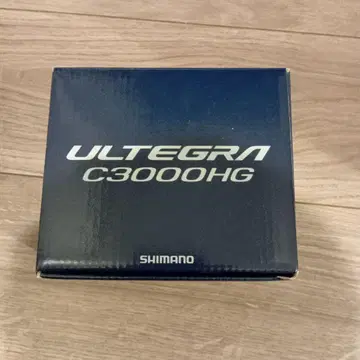 ULTEGRA
C3000HG
SHIMANO